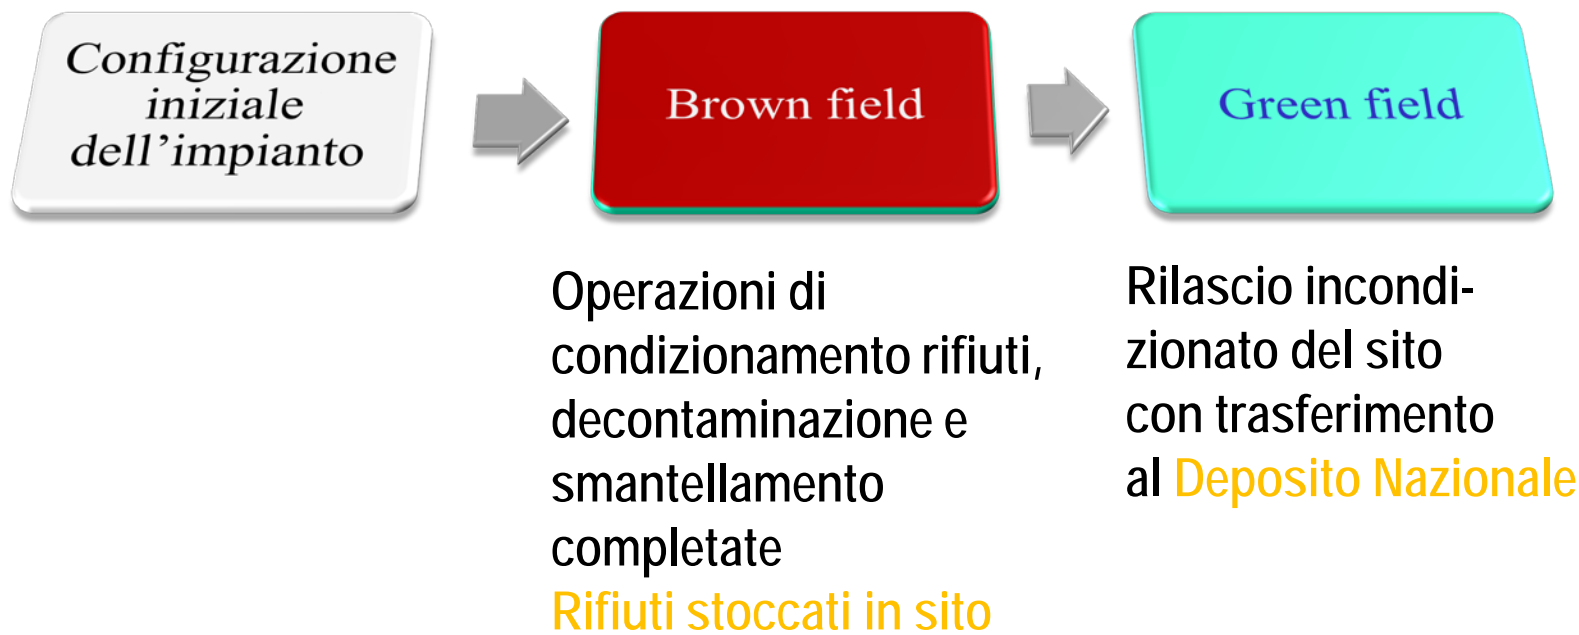 Configurazione
iniziale
dell'impianto
Brown field
Green field
Operazioni di
condizionamento rifiuti,
decontaminazione e
smantellamento
completate
Rifiuti stoccati in sito
Rilascio incondi-
zionato del sito
con trasferimento
al Deposito Nazionale